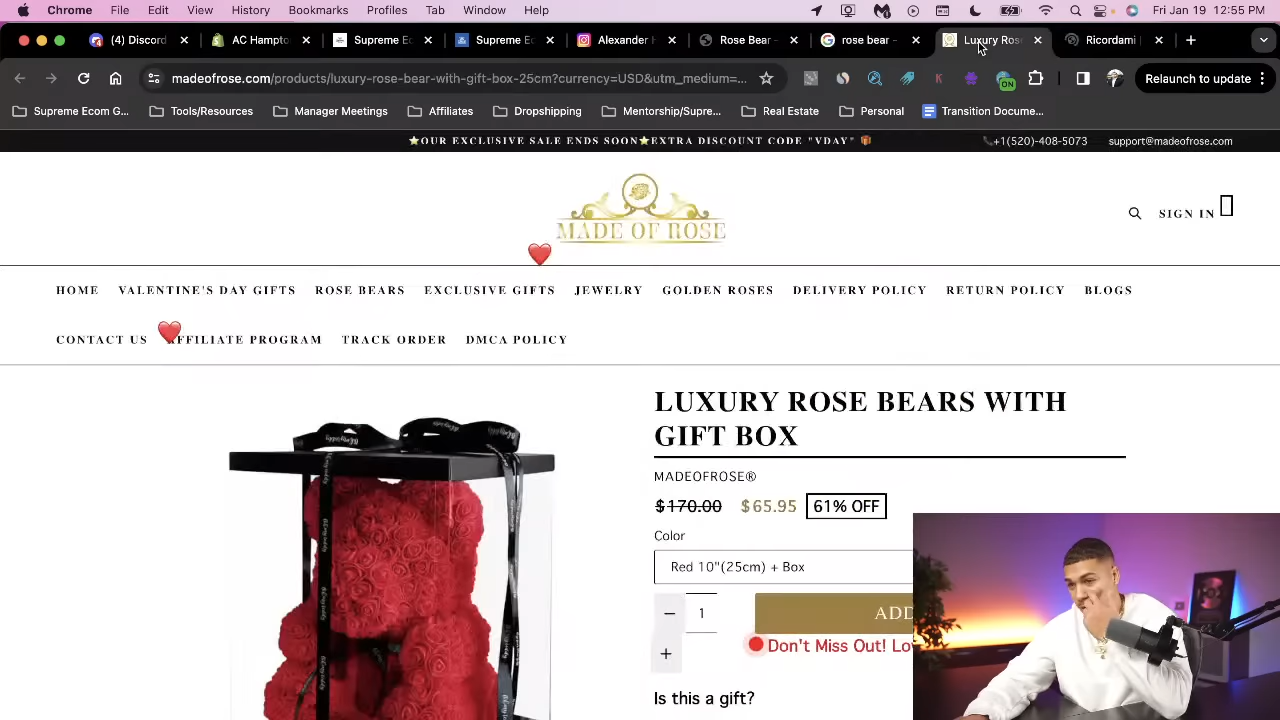 Chrome File Edit View History Bookmarks Profiles Tab Window Help Fri Jan 19 12:55 PM
(4) Discord AC Hampto Supreme Ec Supreme Ec Alexander H Rose Bear – rose bear – Luxury Ros Ricordami
madeofrose.com/products/luxury-rose-bear-with-gift-box-25cm?currency=USD&utm_medium=... K ON Relaunch to update
Supreme Ecom G... Tools/Resources Manager Meetings Affiliates Dropshipping Mentorship/Supre... Real Estate Personal Transition Docume...
OUR EXCLUSIVE SALE ENDS SOON EXTRA DISCOUNT CODE "VDAY" +1(520)-408-5073 support@madeofrose.com
MADE OF ROSE
SIGN IN
HOME VALENTINE'S DAY GIFTS ROSE BEARS EXCLUSIVE GIFTS JEWELRY GOLDEN ROSES DELIVERY POLICY RETURN POLICY BLOGS
CONTACT US AFFILIATE PROGRAM TRACK ORDER DMCA POLICY
LUXURY ROSE BEARS WITH
GIFT BOX
MADEOFROSE®
$170.00 $65.95 61% OFF
Color
Red 10"(25cm) + Box
− 1 ADD
+
Don't Miss Out! Lo
Is this a gift?